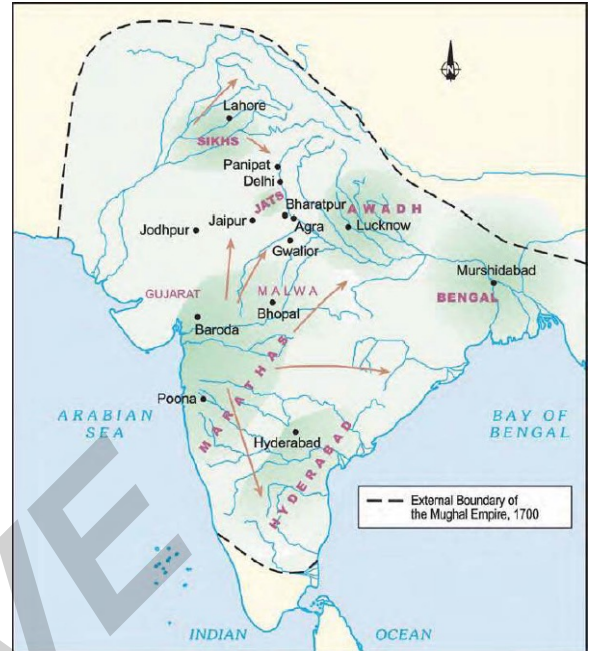 N
Lahore
SIKHS
Panipat
Delhi
JATS
Bharatpur
AWADH
Jaipur
Jodhpur
Agra
Lucknow
Gwalior
Murshidabad
GUJARAT
MALWA
BENGAL
Bhopal
Baroda
MARATHAS
Poona
ARABIAN
SEA
BAY OF
BENGAL
Hyderabad
HYDERABAD
External Boundary of
the Mughal Empire, 1700
INDIAN OCEAN